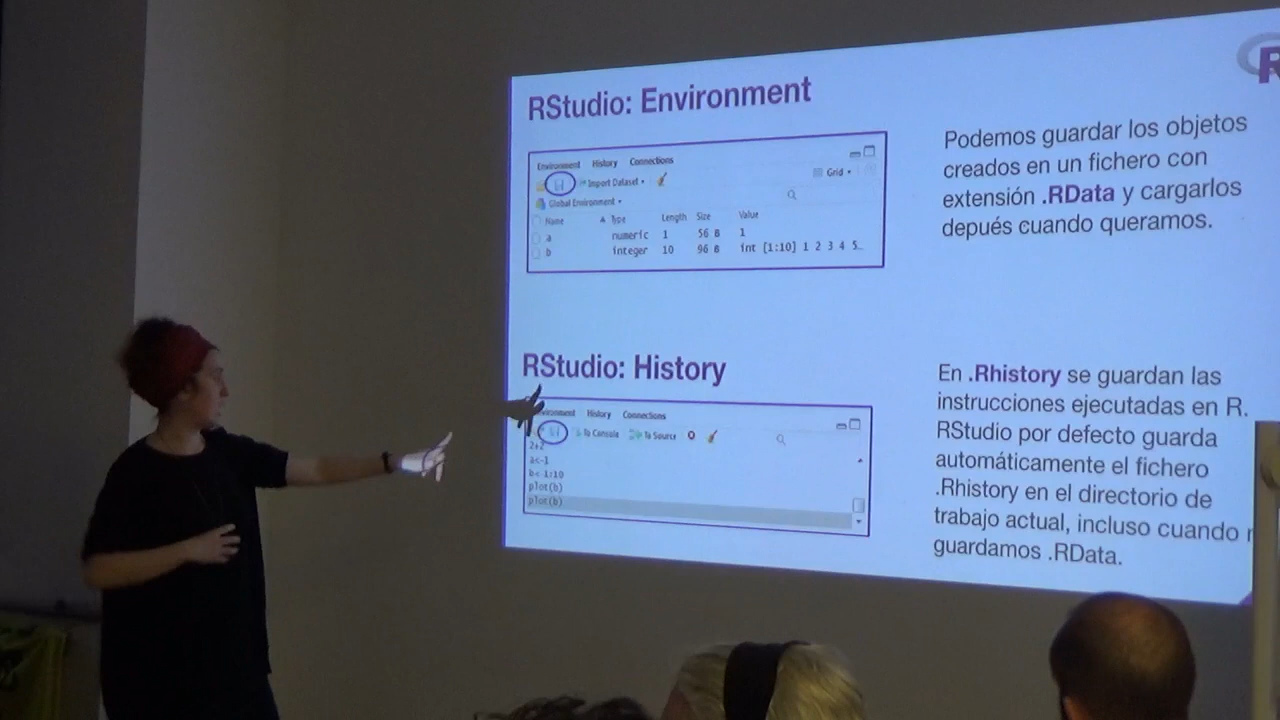 R
RStudio: Environment
Environment History Connections
Import Dataset
Grid
Global Environment
Name Type Length Size Value
a numeric 1 56 B 1
b integer 10 96 B int [1:10] 1 2 3 4 5…
Podemos guardar los objetos
creados en un fichero con
extensión .RData y cargarlos
depués cuando queramos.
RStudio: History
vironment History Connections
To Console To Source
2+2
a<-1
b<-1:10
plot(b)
plot(b)
En .Rhistory se guardan las
instrucciones ejecutadas en R.
RStudio por defecto guarda
automáticamente el fichero
.Rhistory en el directorio de
trabajo actual, incluso cuando
guardamos .RData.